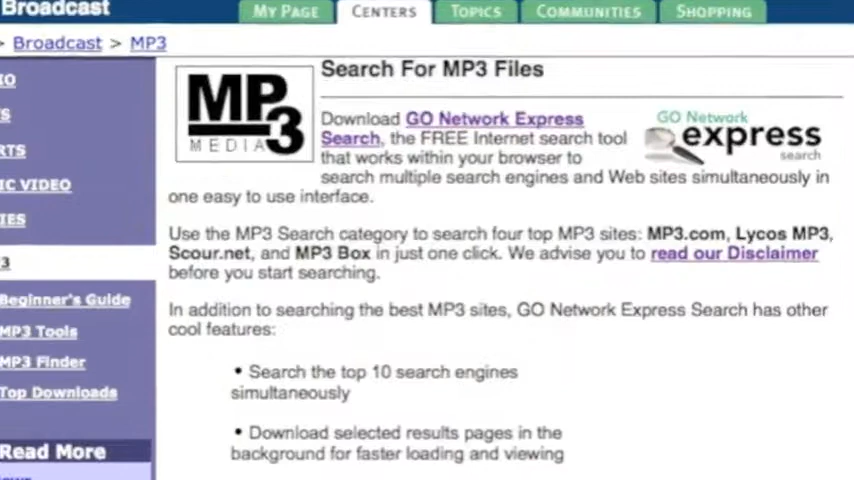 Broadcast
MY PAGE CENTERS TOPICS COMMUNITIES SHOPPING
> Broadcast > MP3
Search For MP3 Files
MP3
MEDIA
Download GO Network Express
Search, the FREE Internet search tool
that works within your browser to
search multiple search engines and Web sites simultaneously in
one easy to use interface.
GO Network
express
search
Use the MP3 Search category to search four top MP3 sites: MP3.com, Lycos MP3,
Scour.net, and MP3 Box in just one click. We advise you to read our Disclaimer
before you start searching.
In addition to searching the best MP3 sites, GO Network Express Search has other
cool features:
• Search the top 10 search engines
simultaneously
• Download selected results pages in the
background for faster loading and viewing
IO
S
RTS
IC VIDEO
IES
3
Beginner's Guide
MP3 Tools
MP3 Finder
Top Downloads
Read More